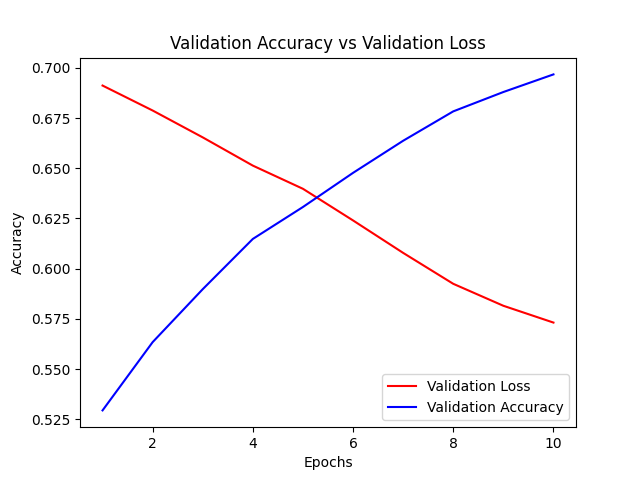 Validation Accuracy vs Validation Loss
0.700
0.675
0.650
0.625
0.600
0.575
0.550
0.525
Accuracy
Validation Loss
Validation Accuracy
2 4 6 8 10
Epochs